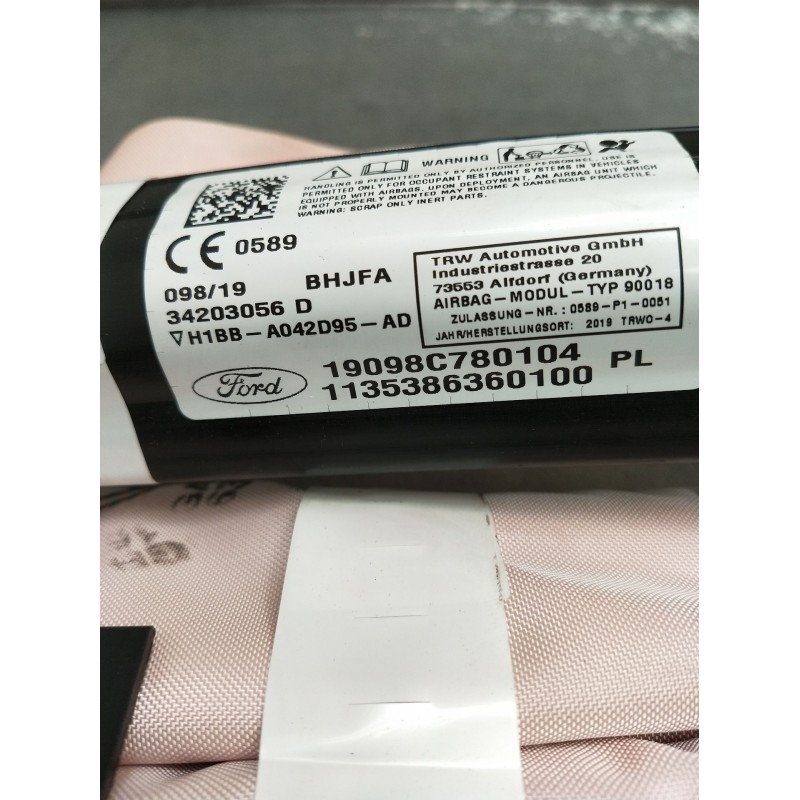 WARNING
HANDLING IS PERMITTED ONLY BY AUTHORIZED PERSONNEL. USE IS
PERMITTED ONLY FOR OCCUPANT RESTRAINT SYSTEMS IN VEHICLES
EQUIPPED WITH AIRBAGS. UPON DEPLOYMENT, AN AIRBAG UNIT WHICH
IS NOT PROPERLY MOUNTED MAY BECOME A DANGEROUS PROJECTILE.
WARNING: SCRAP ONLY INERT PARTS.
CE 0589
098/19 BHJFA
34203056 D
H1BB-A042D95-AD
TRW Automotive GmbH
Industriestrasse 20
73553 Alfdorf (Germany)
AIRBAG-MODUL-TYP 90018
ZULASSUNG-NR.: 0589-P1-0051
JAHR/HERSTELLUNGSORT: 2019 TRWO-4
Ford
19098C780104
1135386360100 PL